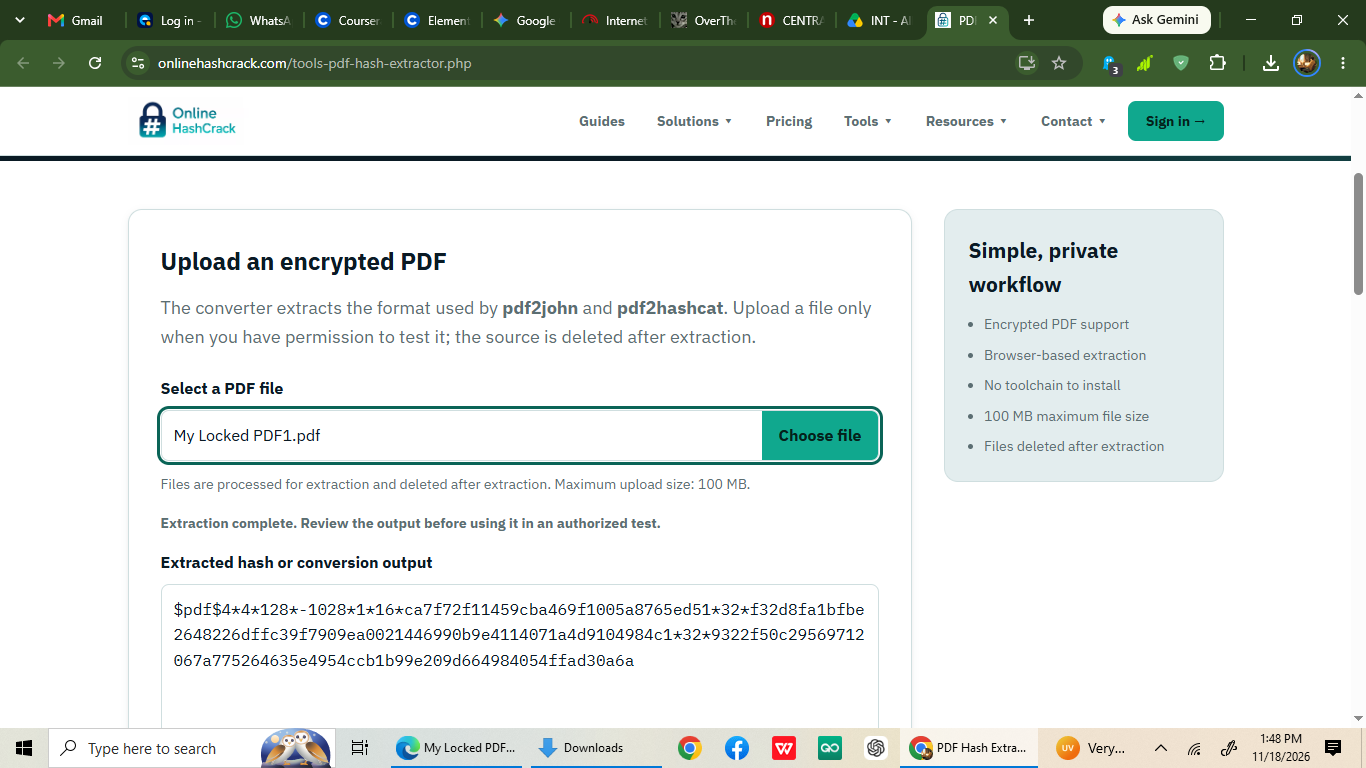 Gmail
Log in -
WhatsA
Courser
Element
Google
Internet
OverThe
CENTRA
INT - A
PD
Ask Gemini
onlinehashcrack.com/tools-pdf-hash-extractor.php
3
Online
HashCrack
Guides
Solutions
Pricing
Tools
Resources
Contact
Sign in →
Upload an encrypted PDF
The converter extracts the format used by pdf2john and pdf2hashcat. Upload a file only
when you have permission to test it; the source is deleted after extraction.
Select a PDF file
My Locked PDF1.pdf
Choose file
Files are processed for extraction and deleted after extraction. Maximum upload size: 100 MB.
Extraction complete. Review the output before using it in an authorized test.
Extracted hash or conversion output
$pdf$4*4*128*-1028*1*16*ca7f72f11459cba469f1005a8765ed51*32*f32d8fa1bfbe
2648226dffc39f7909ea0021446990b9e4114071a4d9104984c1*32*9322f50c29569712
067a775264635e4954ccb1b99e209d664984054ffad30a6a
Simple, private
workflow
• Encrypted PDF support
• Browser-based extraction
• No toolchain to install
• 100 MB maximum file size
• Files deleted after extraction
Type here to search
My Locked PDF...
Downloads
PDF Hash Extra...
UV
Very...
1:48 PM
11/18/2026